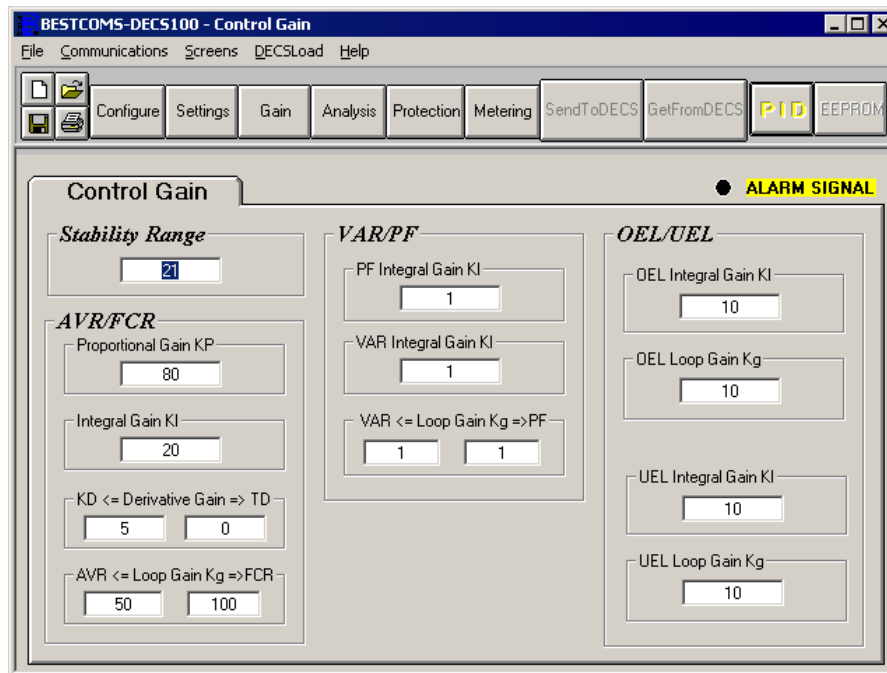 BESTCOMS-DECS100 - Control Gain
File Communications Screens DECSLoad Help
Configure Settings Gain Analysis Protection Metering SendToDECS GetFromDECS PID EEPROM
Control Gain
ALARM SIGNAL
Stability Range
21
AVR/FCR
Proportional Gain KP
80
Integral Gain KI
20
KD <= Derivative Gain => TD
5 0
AVR <= Loop Gain Kg =>FCR
50 100
VAR/PF
PF Integral Gain KI
1
VAR Integral Gain KI
1
VAR <= Loop Gain Kg =>PF
1 1
OEL/UEL
OEL Integral Gain KI
10
OEL Loop Gain Kg
10
UEL Integral Gain KI
10
UEL Loop Gain Kg
10